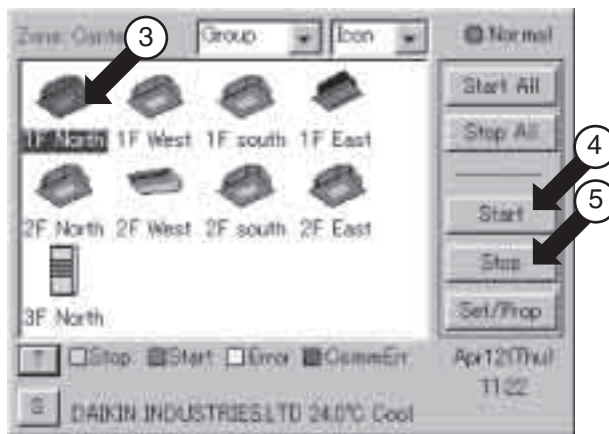 3
Group Icon Normal
Start All
1F North 1F West 1F south 1F East
Stop All
4
5
2F North 2F West 2F south 2F East
Start
Stop
3F North
Set/Prop
T Stop Start Error CommErr Apr12(Thu)
11:22
S DAIKIN INDUSTRIES.LTD 24.0°C Cool